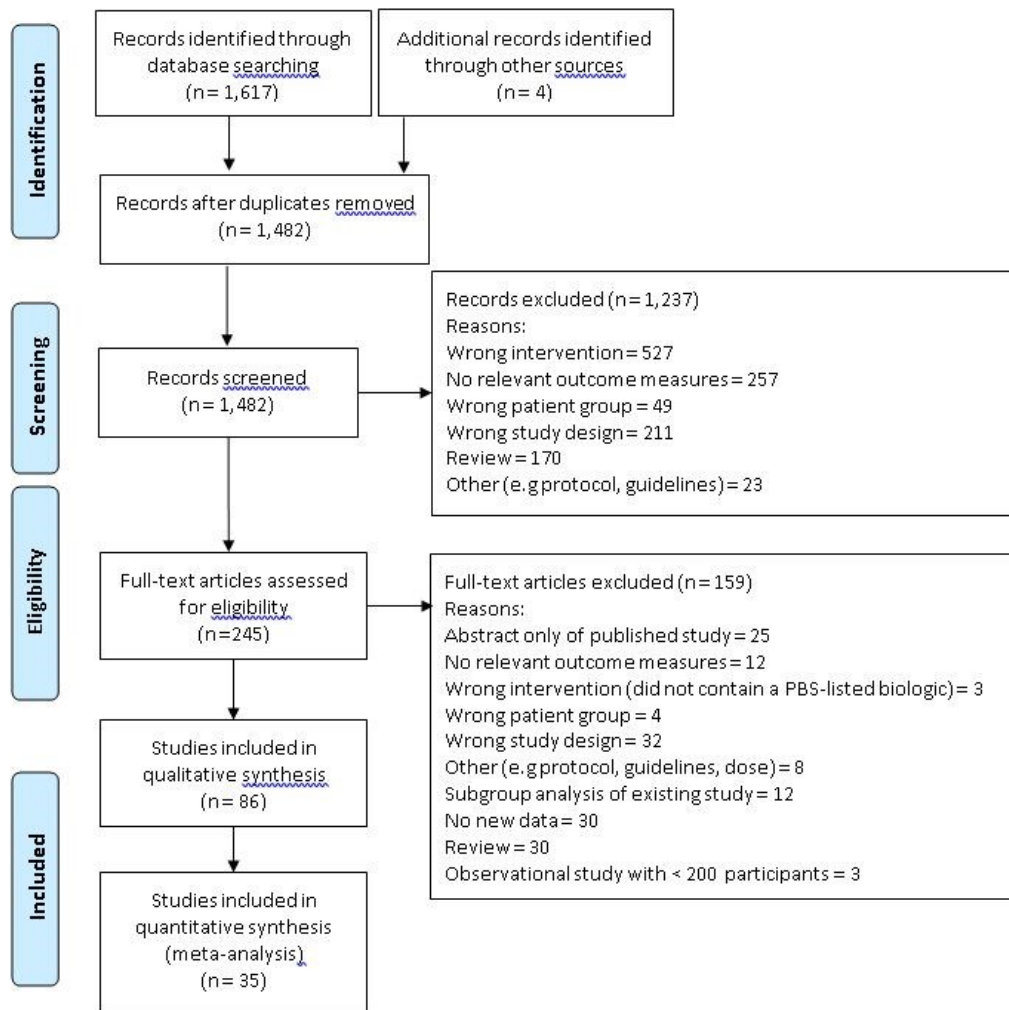 Identification
Records identified through
database searching
(n= 1,617)
Additional records identified
through other sources
(n= 4)
Records after duplicates removed
(n= 1,482)
Screening
Records screened
(n= 1,482)
Records excluded (n= 1,237)
Reasons:
Wrong intervention = 527
No relevant outcome measures = 257
Wrong patient group = 49
Wrong study design = 211
Review = 170
Other (e.g protocol, guidelines) = 23
Eligibility
Full-text articles assessed
for eligibility
(n=245)
Full-text articles excluded (n= 159)
Reasons:
Abstract only of published study = 25
No relevant outcome measures = 12
Wrong intervention (did not contain a PBS-listed biologic) = 3
Wrong patient group = 4
Wrong study design = 32
Other (e.g protocol, guidelines, dose) = 8
Subgroup analysis of existing study = 12
No new data = 30
Review = 30
Observational study with < 200 participants = 3
Included
Studies included in
qualitative synthesis
(n= 86)
Studies included in
quantitative synthesis
(meta-analysis)
(n= 35)